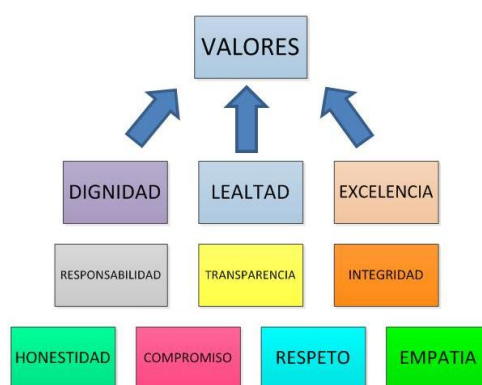 VALORES
DIGNIDAD
LEALTAD
EXCELENCIA
RESPONSABILIDAD
TRANSPARENCIA
INTEGRIDAD
HONESTIDAD
COMPROMISO
RESPETO
EMPATIA